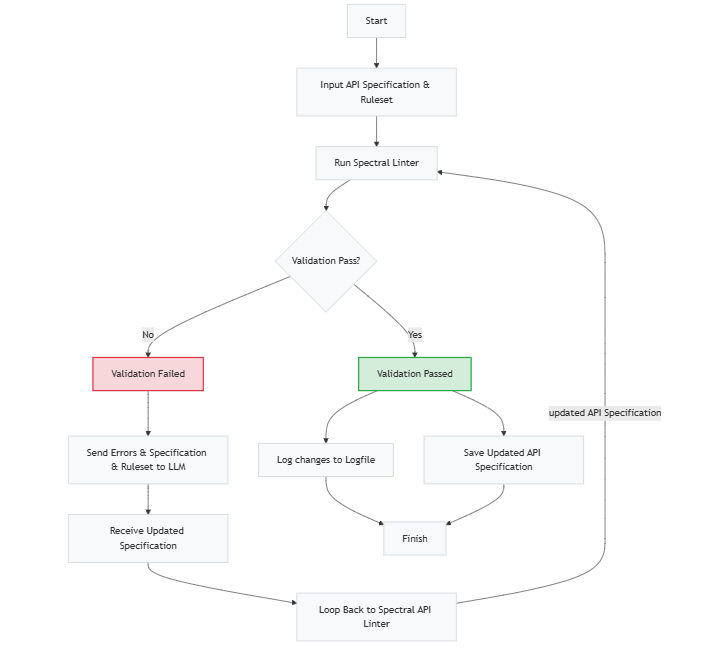 Start
Input API Specification &
Ruleset
Run Spectral Linter
Validation Pass?
No
Yes
Validation Failed
Validation Passed
updated API Specification
Send Errors & Specification
& Ruleset to LLM
Log changes to Logfile
Save Updated API
Specification
Receive Updated
Specification
Finish
Loop Back to Spectral API
Linter